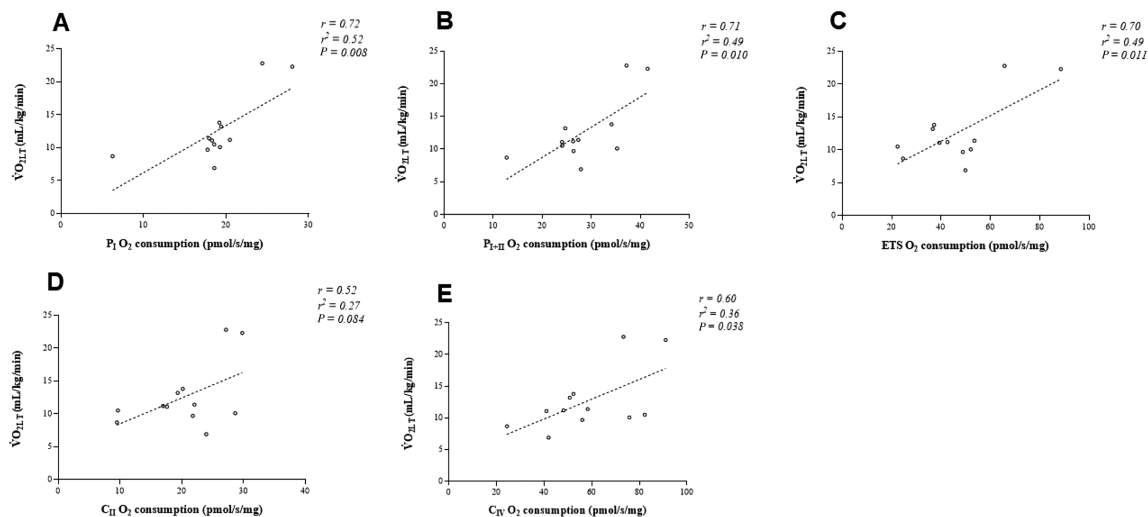 A
r = 0.72
r² = 0.52
P = 0.008
V̇O₂LT (mL/kg/min)
25
20
15
10
5
0
0 10 20 30
P_I O₂ consumption (pmol/s/mg)
B
r = 0.71
r² = 0.49
P = 0.010
V̇O₂LT (mL/kg/min)
25
20
15
10
5
0
0 10 20 30 40 50
P_I+II O₂ consumption (pmol/s/mg)
C
r = 0.70
r² = 0.49
P = 0.011
V̇O₂LT (mL/kg/min)
25
20
15
10
5
0
0 20 40 60 80 100
ETS O₂ consumption (pmol/s/mg)
D
r = 0.52
r² = 0.27
P = 0.084
V̇O₂LT (mL/kg/min)
25
20
15
10
5
0
0 10 20 30 40
C_II O₂ consumption (pmol/s/mg)
E
r = 0.60
r² = 0.36
P = 0.038
V̇O₂LT (mL/kg/min)
25
20
15
10
5
0
0 20 40 60 80 100
C_IV O₂ consumption (pmol/s/mg)